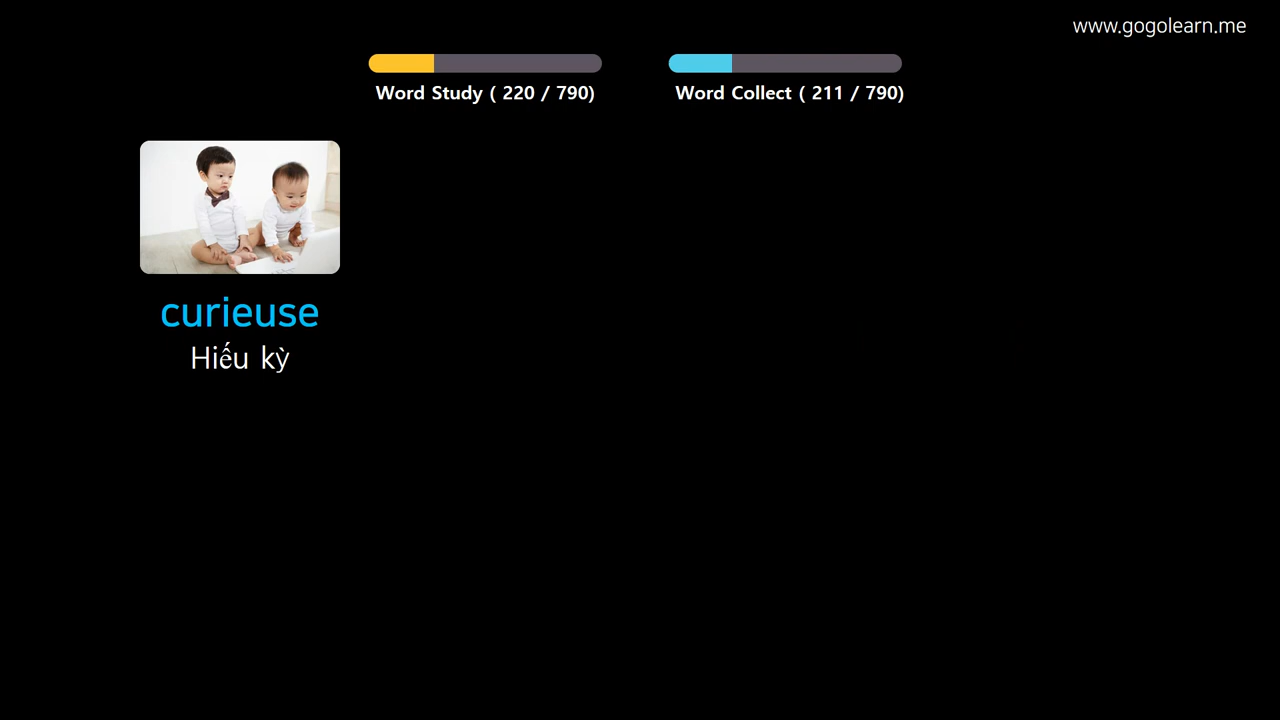 www.gogolearn.me
Word Study ( 220 / 790)
Word Collect ( 211 / 790)
curieuse
Hiếu kỳ